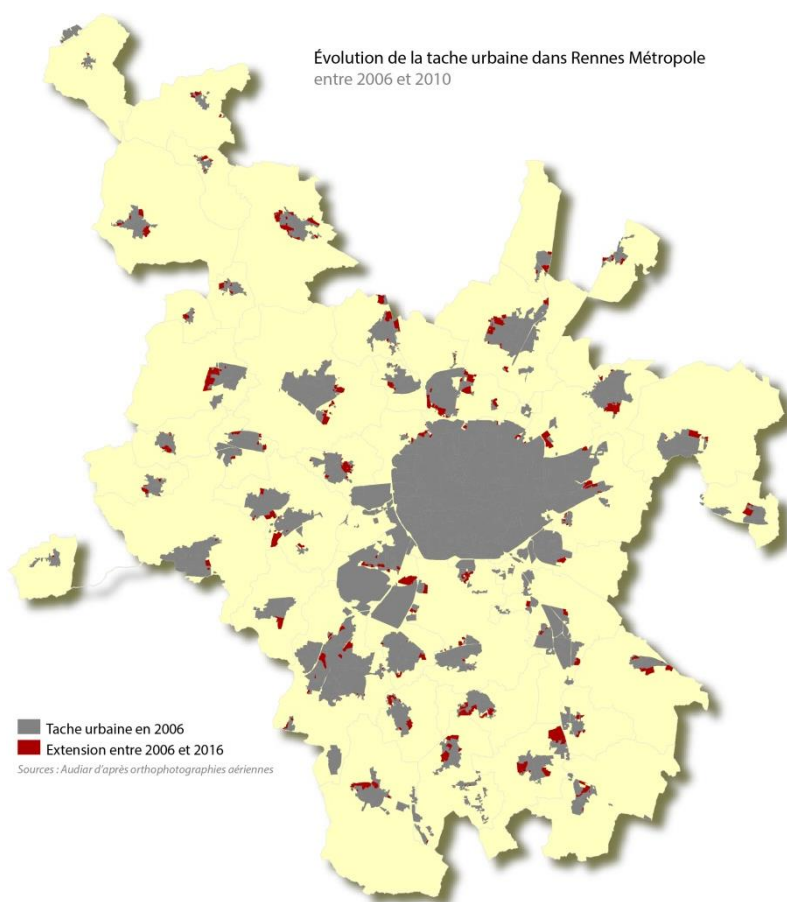 Évolution de la tache urbaine dans Rennes Métropole
entre 2006 et 2010
Tache urbaine en 2006
Extension entre 2006 et 2016
Sources : Audiar d'après orthophotographies aériennes